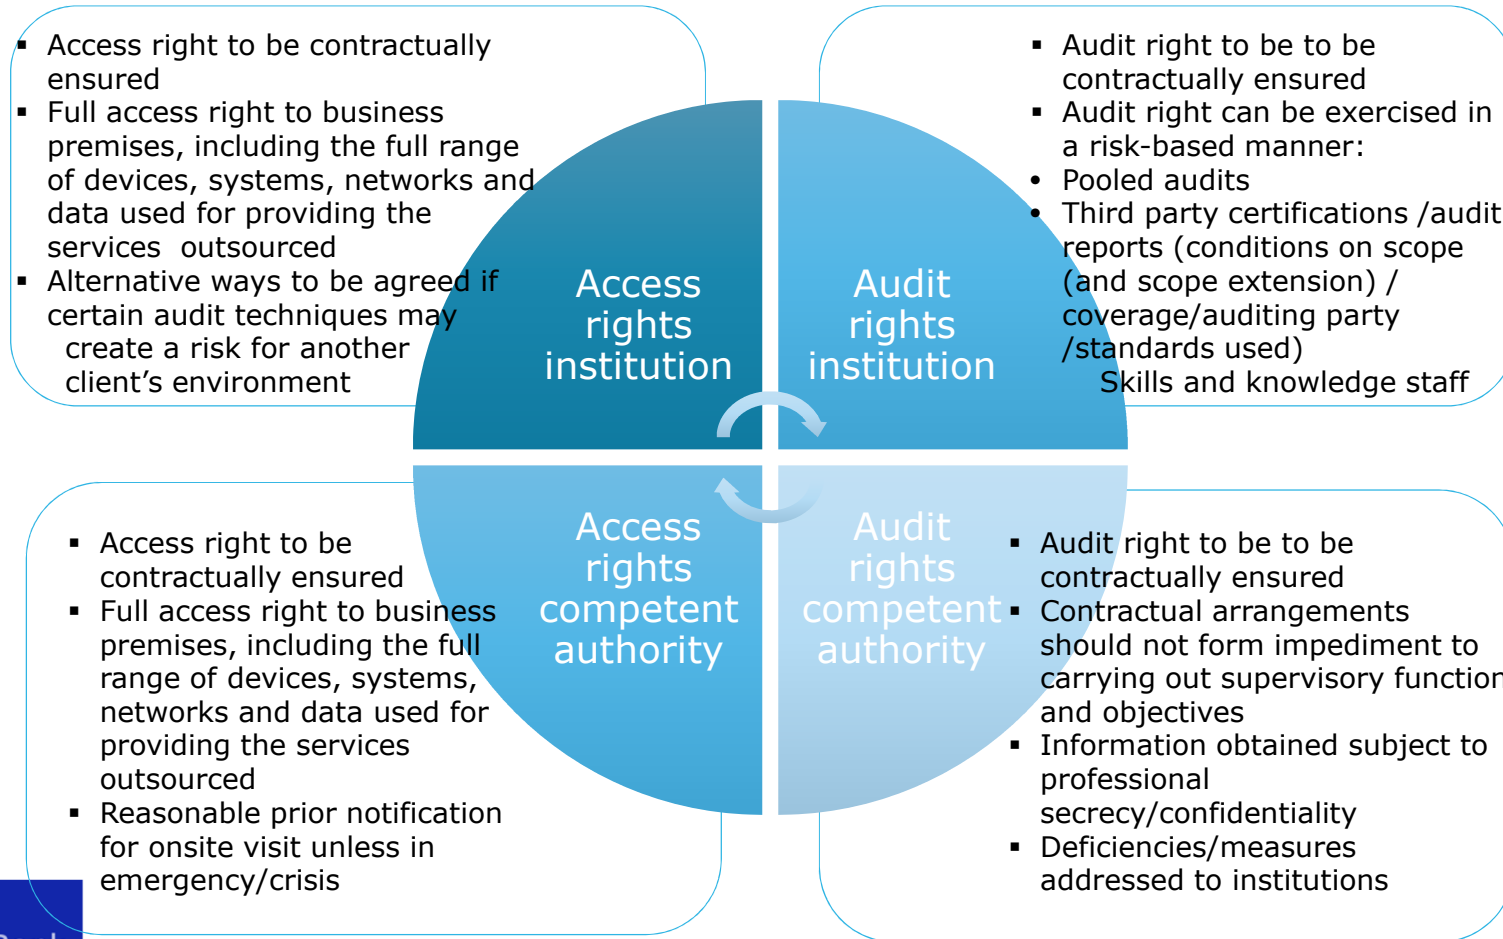 ▪ Access right to be contractually
ensured
▪ Full access right to business
premises, including the full range
of devices, systems, networks and
data used for providing the
services outsourced
▪ Alternative ways to be agreed if
certain audit techniques may
create a risk for another
client’s environment
▪ Audit right to be to be
contractually ensured
▪ Audit right can be exercised in
a risk-based manner:
• Pooled audits
• Third party certifications /audit
reports (conditions on scope
(and scope extension) /
coverage/auditing party
/standards used)
Skills and knowledge staff
Access
rights
institution
Audit
rights
institution
Access
rights
competent
authority
Audit
rights
competent
authority
▪ Access right to be
contractually ensured
▪ Full access right to business
premises, including the full
range of devices, systems,
networks and data used for
providing the services
outsourced
▪ Reasonable prior notification
for onsite visit unless in
emergency/crisis
▪ Audit right to be to be
contractually ensured
▪ Contractual arrangements
should not form impediment to
carrying out supervisory function
and objectives
▪ Information obtained subject to
professional
secrecy/confidentiality
▪ Deficiencies/measures
addressed to institutions